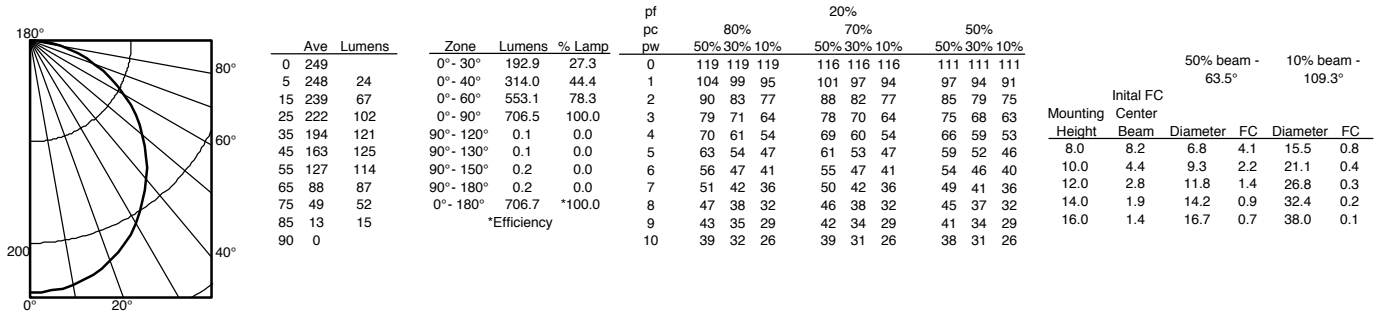 180°
80°
60°
40°
200
0° 20°
Ave Lumens
0 249
5 248 24
15 239 67
25 222 102
35 194 121
45 163 125
55 127 114
65 88 87
75 49 52
85 13 15
90 0
Zone Lumens % Lamp
0°- 30° 192.9 27.3
0°- 40° 314.0 44.4
0°- 60° 553.1 78.3
0°- 90° 706.5 100.0
90°- 120° 0.1 0.0
90°- 130° 0.1 0.0
90°- 150° 0.2 0.0
90°- 180° 0.2 0.0
0°- 180° 706.7 *100.0
*Efficiency
pf 20%
pc 80% 70% 50%
pw 50% 30% 10% 50% 30% 10% 50% 30% 10%
0 119 119 119 116 116 116 111 111 111
1 104 99 95 101 97 94 97 94 91
2 90 83 77 88 82 77 85 79 75
3 79 71 64 78 70 64 75 68 63
4 70 61 54 69 60 54 66 59 53
5 63 54 47 61 53 47 59 52 46
6 56 47 41 55 47 41 54 46 40
7 51 42 36 50 42 36 49 41 36
8 47 38 32 46 38 32 45 37 32
9 43 35 29 42 34 29 41 34 29
10 39 32 26 39 31 26 38 31 26
50% beam - 10% beam -
63.5° 109.3°
Inital FC
Mounting Center
Height Beam Diameter FC Diameter FC
8.0 8.2 6.8 4.1 15.5 0.8
10.0 4.4 9.3 2.2 21.1 0.4
12.0 2.8 11.8 1.4 26.8 0.3
14.0 1.9 14.2 0.9 32.4 0.2
16.0 1.4 16.7 0.7 38.0 0.1